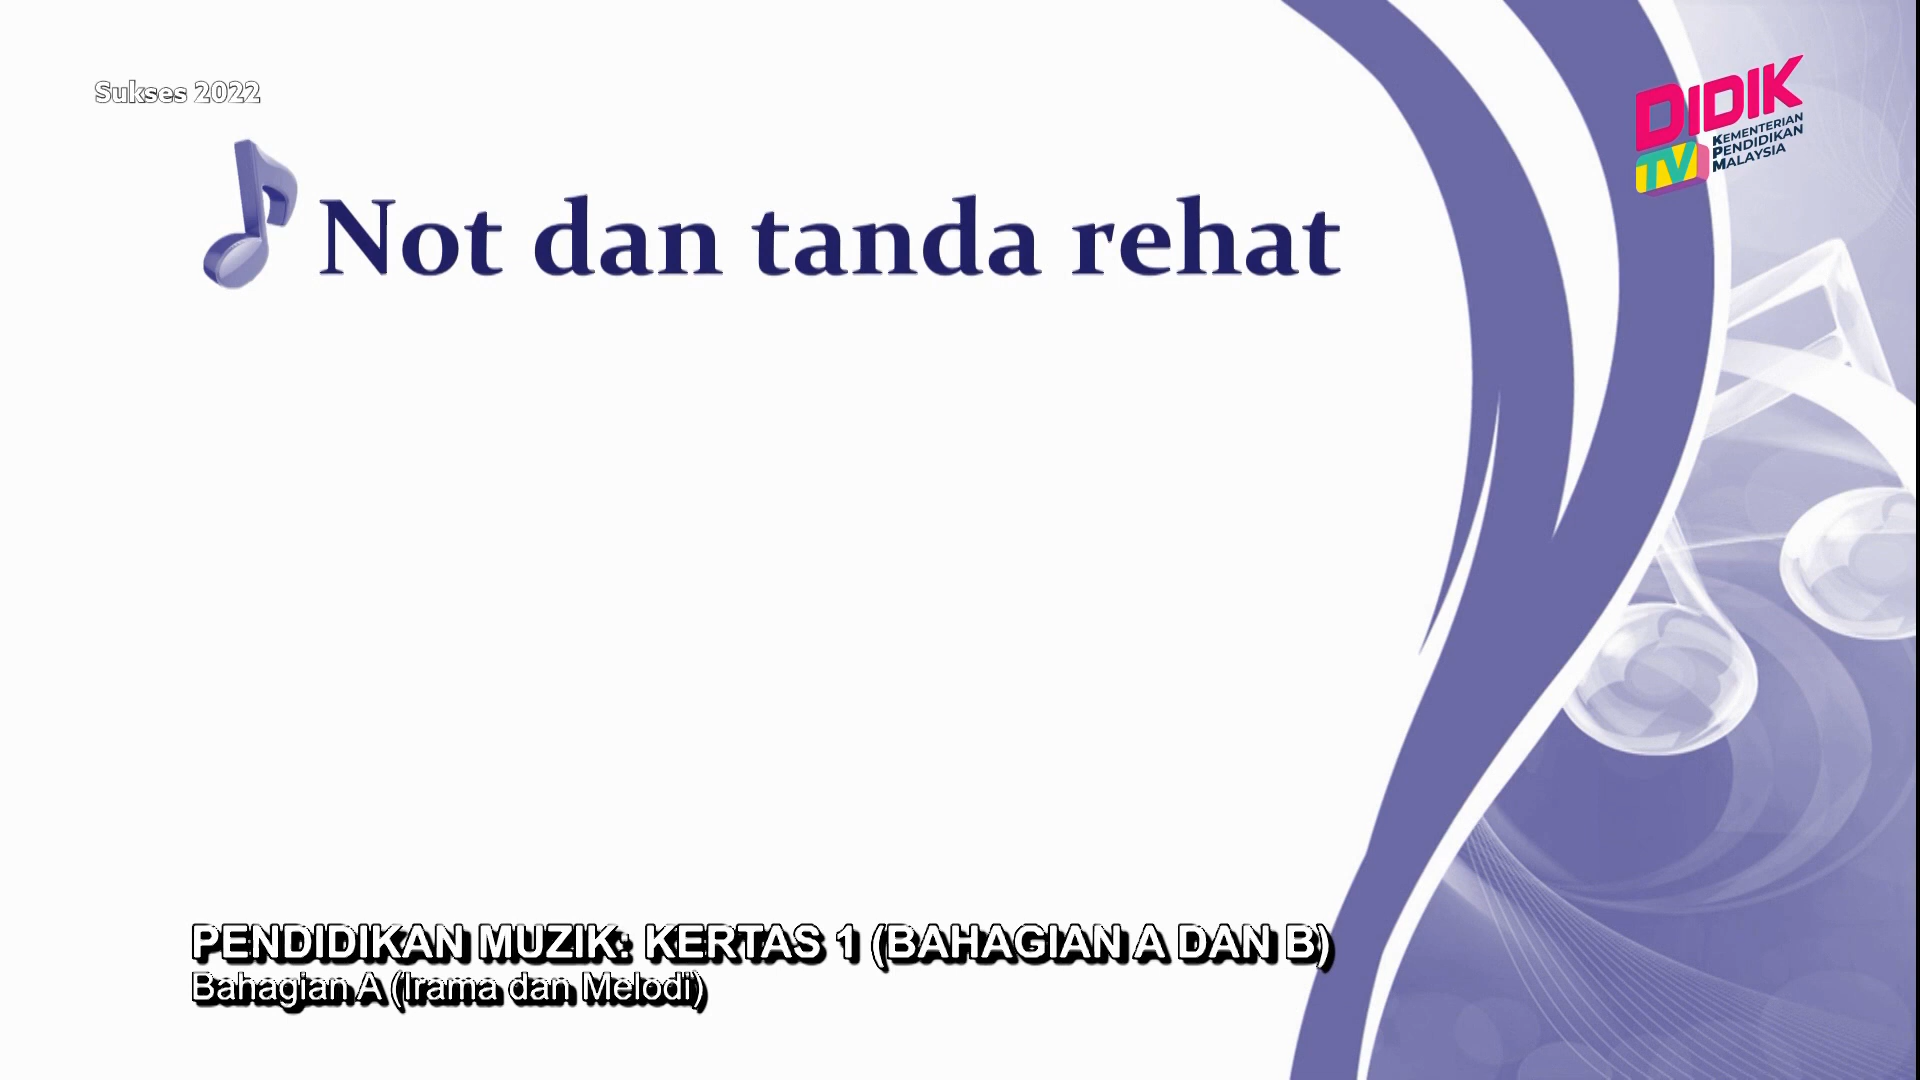 Sukses 2022
DIDIK
TV
KEMENTERIAN
PENDIDIKAN
MALAYSIA
Not dan tanda rehat
PENDIDIKAN MUZIK: KERTAS 1 (BAHAGIAN A DAN B)
Bahagian A (Irama dan Melodi)